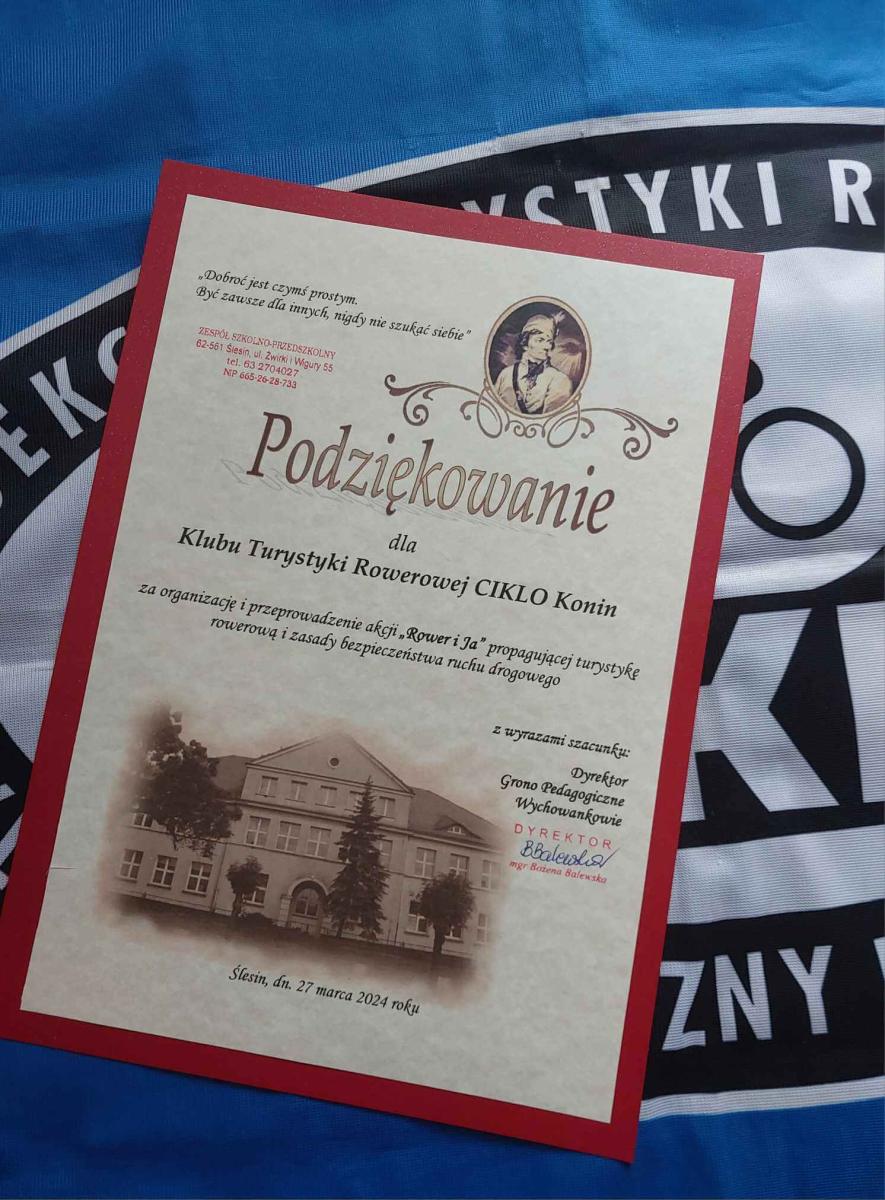 „Dobroć jest czymś prostym.
Być zawsze dla innych, nigdy nie szukać siebie”
ZESPÓŁ SZKOLNO-PRZEDSZKOLNY
62-561 Ślesin, ul. Żwirki i Wigury 55
tel. 63 2704027
NIP 665-26-28-733
Podziękowanie
dla
Klubu Turystyki Rowerowej CIKLO Konin
za organizację i przeprowadzenie akcji „Rower i Ja” propagującej turystykę
rowerową i zasady bezpieczeństwa ruchu drogowego
z wyrazami szacunku:
Dyrektor
Grono Pedagogiczne
Wychowankowie
DYREKTOR
BBalewska
mgr Bożena Balewska
Ślesin, dn. 27 marca 2024 roku
YSTYKI R
SEKC
KL
ZNY